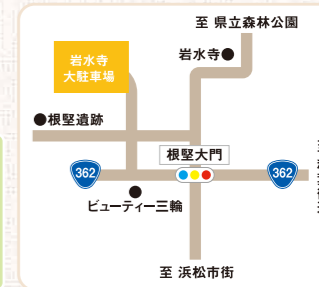 至 県立森林公園
岩水寺
大駐車場
岩水寺●
●根堅遺跡
根堅大門
362
362
ビューティー三輪
至 浜松市街